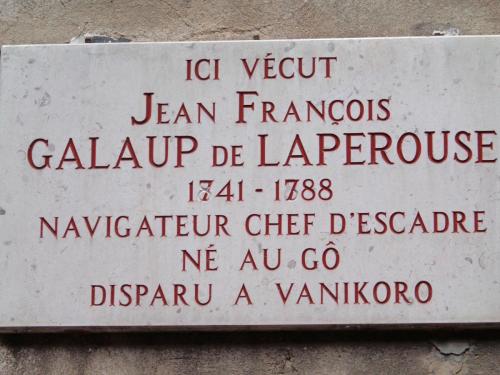 ICI VÉCUT
JEAN FRANÇOIS
GALAUP DE LAPEROUSE
1741 - 1788
NAVIGATEUR CHEF D'ESCADRE
NÉ AU GÔ
DISPARU A VANIKORO